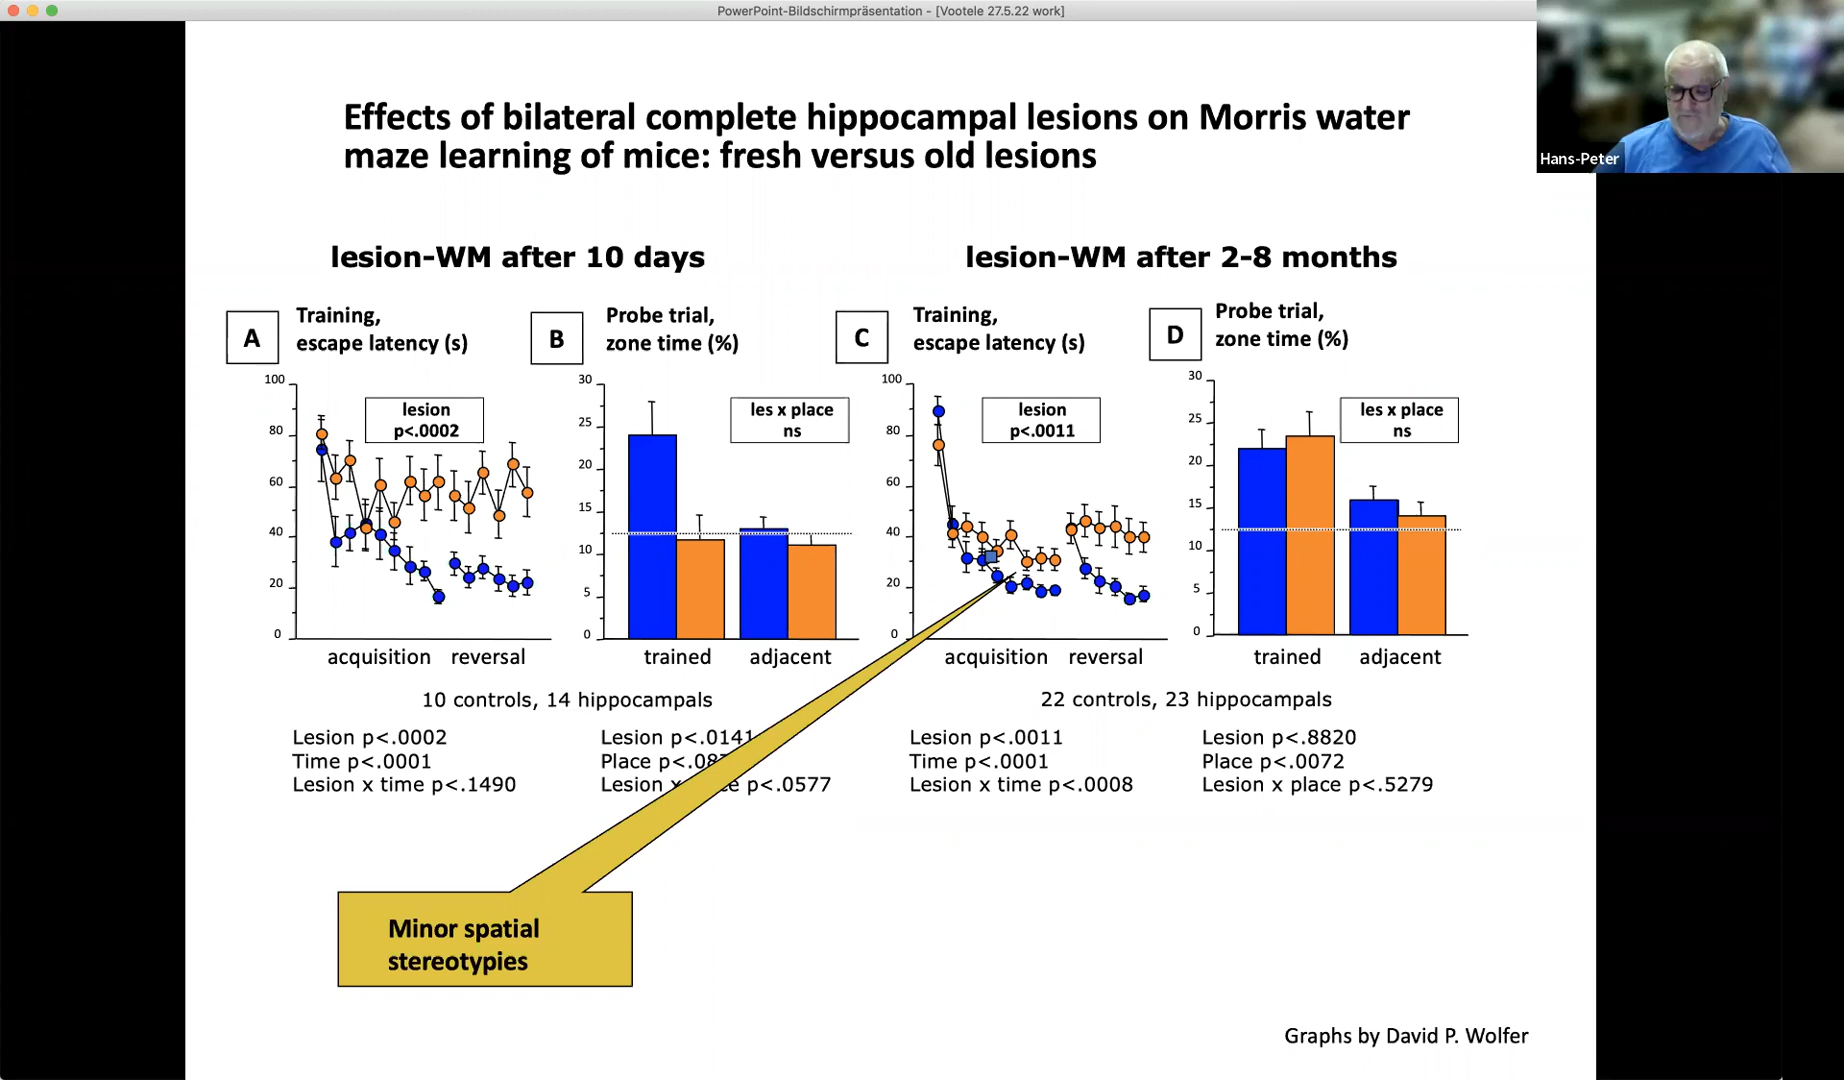 PowerPoint-Bildschirmpräsentation - [Vootele 27.5.22 work]
Hans-Peter
Effects of bilateral complete hippocampal lesions on Morris water
maze learning of mice: fresh versus old lesions
lesion-WM after 10 days
lesion-WM after 2-8 months
A
Training,
escape latency (s)
100
80
60
40
20
0
lesion
p<.0002
acquisition
reversal
B
Probe trial,
zone time (%)
30
25
20
15
10
5
0
les x place
ns
trained
adjacent
C
Training,
escape latency (s)
100
80
60
40
20
0
lesion
p<.0011
acquisition
reversal
D
Probe trial,
zone time (%)
30
25
20
15
10
5
0
les x place
ns
trained
adjacent
10 controls, 14 hippocampals
22 controls, 23 hippocampals
Lesion p<.0002
Time p<.0001
Lesion x time p<.1490
Lesion p<.0141
Place p<.08
Lesion x p<.0577
Lesion p<.0011
Time p<.0001
Lesion x time p<.0008
Lesion p<.8820
Place p<.0072
Lesion x place p<.5279
Minor spatial
stereotypies
Graphs by David P. Wolfer